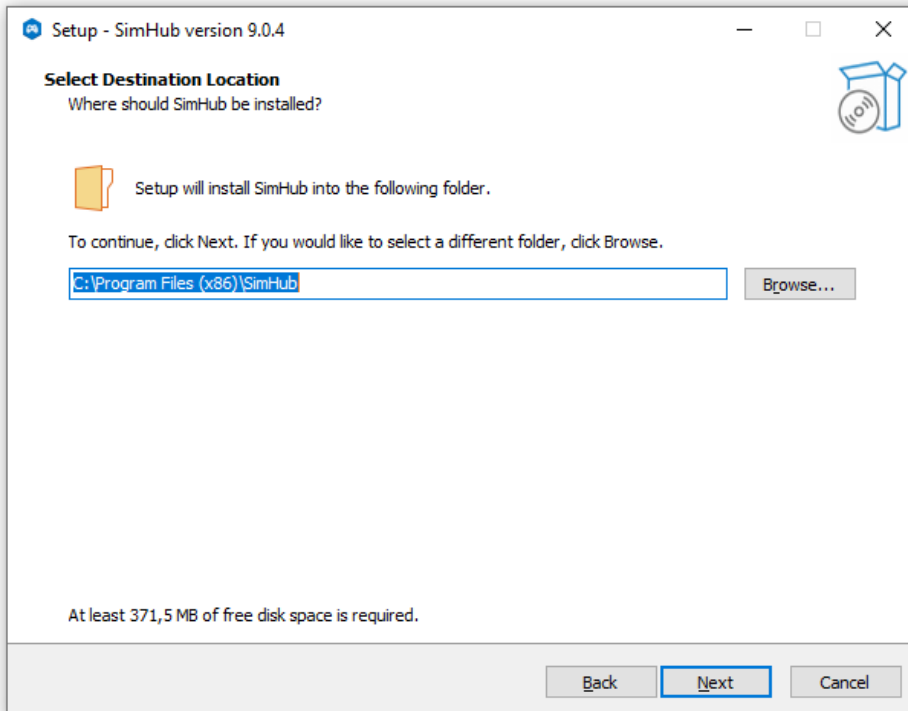 Setup - SimHub version 9.0.4
Select Destination Location
Where should SimHub be installed?
Setup will install SimHub into the following folder.
To continue, click Next. If you would like to select a different folder, click Browse.
C:\Program Files (x86)\SimHub
Browse...
At least 371,5 MB of free disk space is required.
Back
Next
Cancel